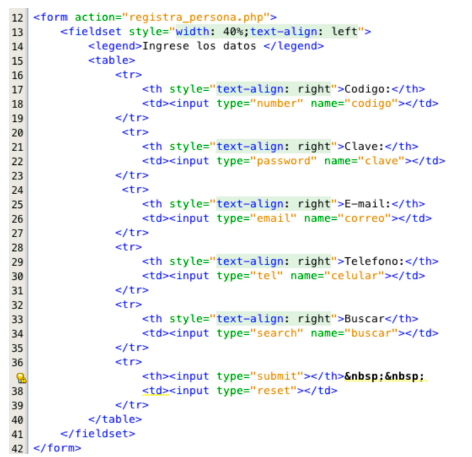 12 <form action="registra_persona.php">
13 <fieldset style="width: 40%;text-align: left">
14 <legend>Ingrese los datos </legend>
15 <table>
16 <tr>
17 <th style="text-align: right">Codigo:</th>
18 <td><input type="number" name="codigo"></td>
19 </tr>
20 <tr>
21 <th style="text-align: right">Clave:</th>
22 <td><input type="password" name="clave"></td>
23 </tr>
24 <tr>
25 <th style="text-align: right">E-mail:</th>
26 <td><input type="email" name="correo"></td>
27 </tr>
28 <tr>
29 <th style="text-align: right">Telefono:</th>
30 <td><input type="tel" name="celular"></td>
31 </tr>
32 <tr>
33 <th style="text-align: right">Buscar</th>
34 <td><input type="search" name="buscar"></td>
35 </tr>
36 <tr>
<th><input type="submit"></th>&nbsp;&nbsp;
38 <td><input type="reset"></td>
39 </tr>
40 </table>
41 </fieldset>
42 </form>